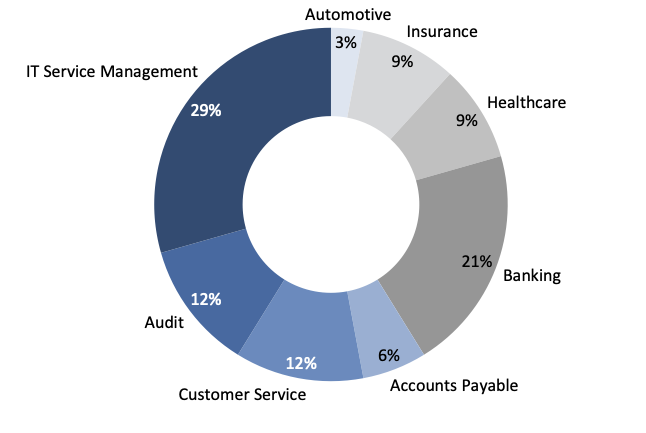 Automotive
3%
Insurance
9%
Healthcare
9%
Banking
21%
Accounts Payable
6%
Customer Service
12%
Audit
12%
IT Service Management
29%